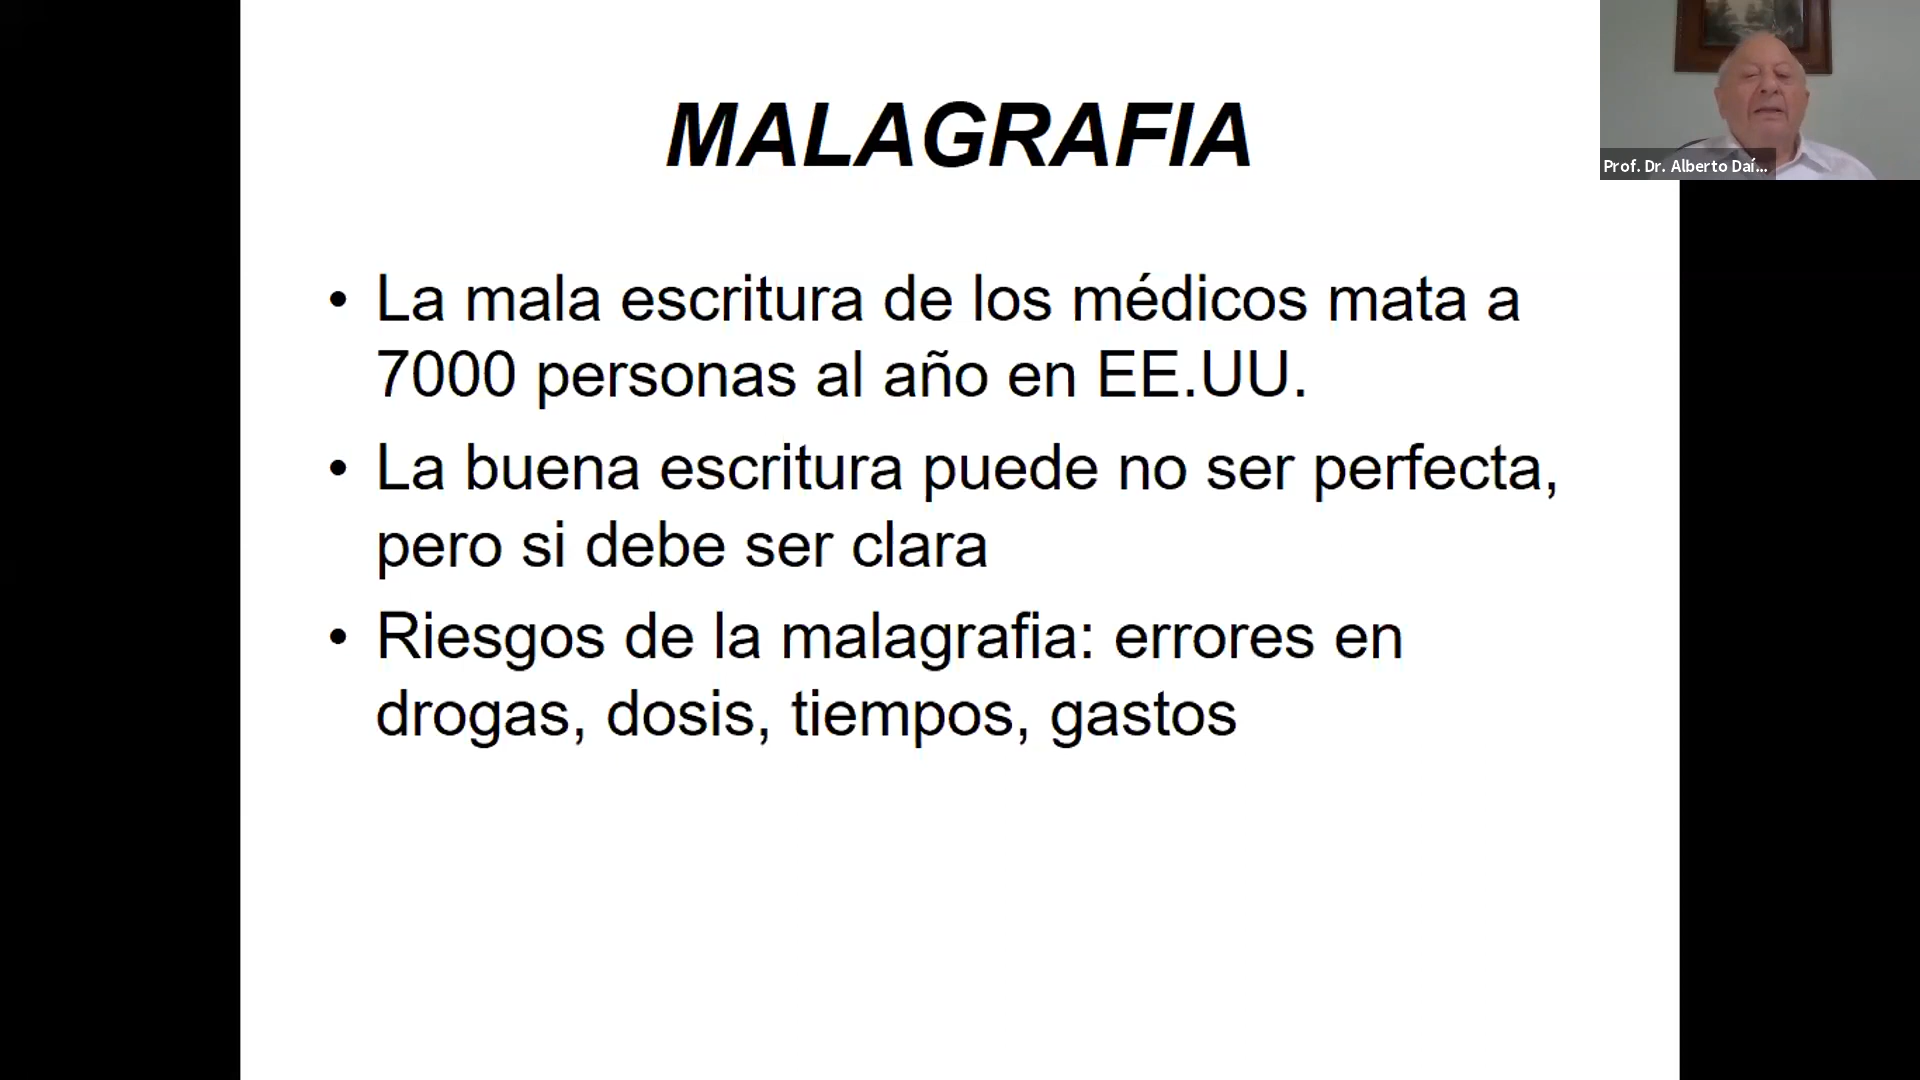 MALAGRAFIA
• La mala escritura de los médicos mata a
7000 personas al año en EE.UU.
• La buena escritura puede no ser perfecta,
pero si debe ser clara
• Riesgos de la malagrafia: errores en
drogas, dosis, tiempos, gastos
Prof. Dr. Alberto Daí...